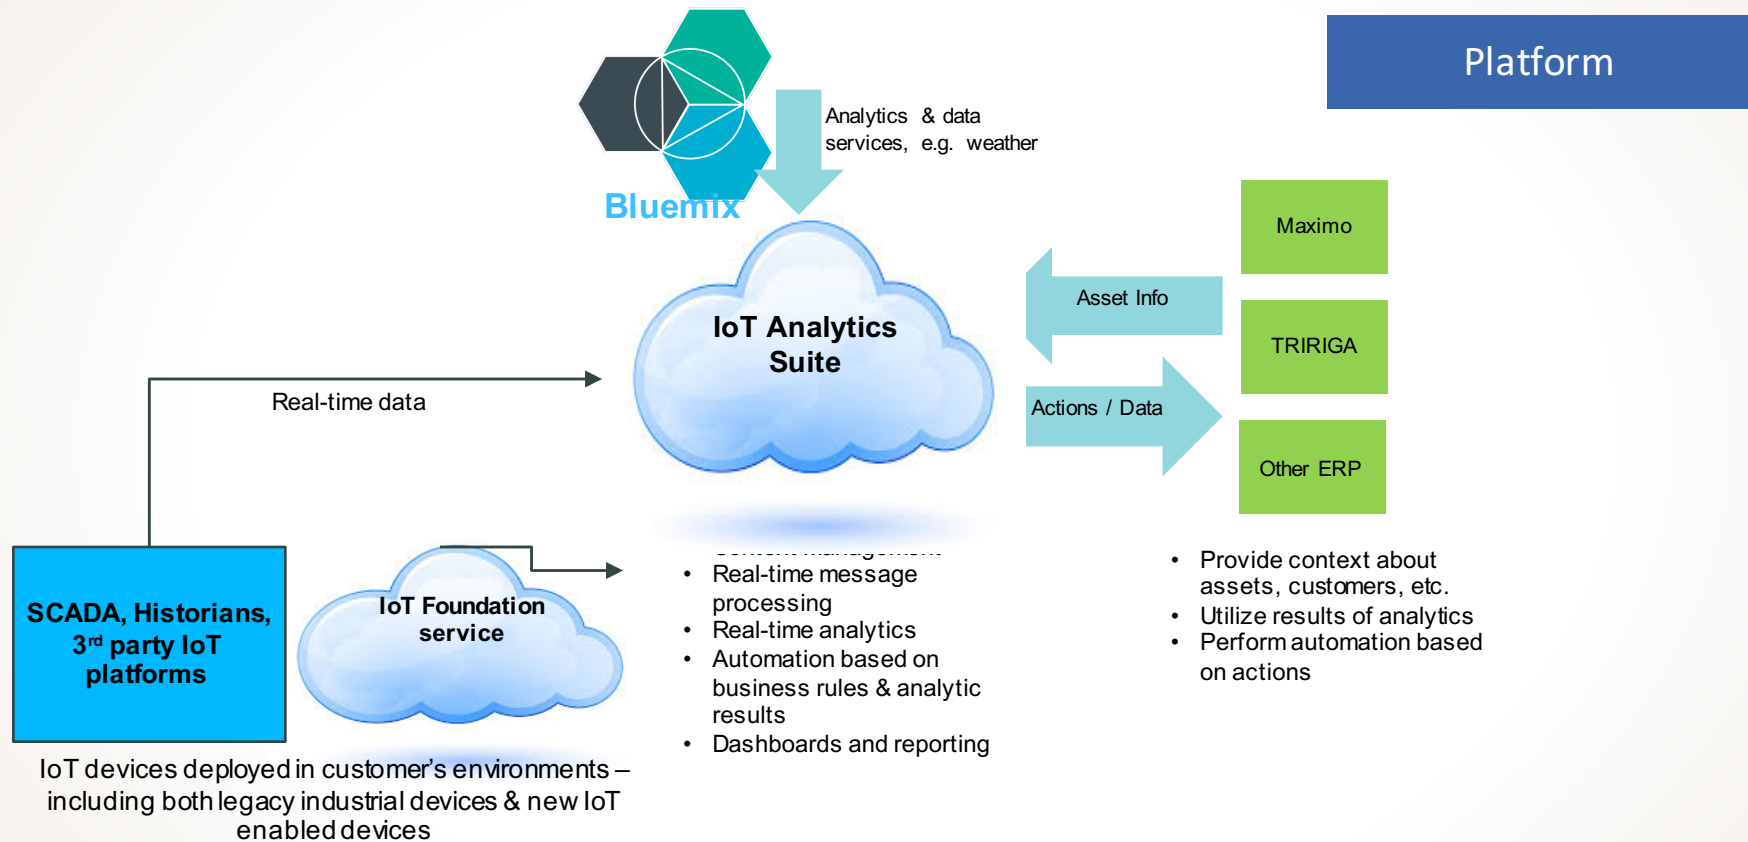 Platform
Analytics & data
services, e.g. weather
Bluemix
Maximo
Asset Info
IoT Analytics
Suite
TRIRIGA
Real-time data
Actions / Data
Other ERP
SCADA, Historians,
3rd party IoT
platforms
IoT Foundation
service
• Real-time message
processing
• Real-time analytics
• Automation based on
business rules & analytic
results
• Dashboards and reporting
• Provide context about
assets, customers, etc.
• Utilize results of analytics
• Perform automation based
on actions
IoT devices deployed in customer’s environments –
including both legacy industrial devices & new IoT
enabled devices